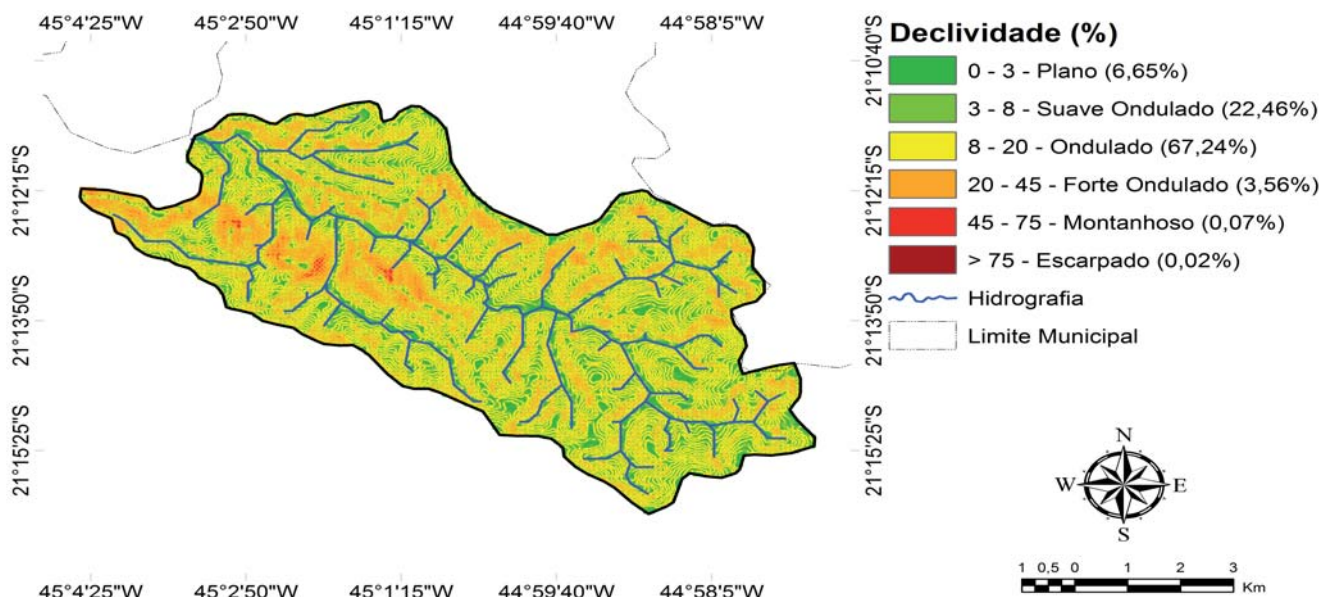 45°4'25"W 45°2'50"W 45°1'15"W 44°59'40"W 44°58'5"W
21°10'40"S
21°12'15"S
21°12'15"S
21°13'50"S
21°13'50"S
21°15'25"S
21°15'25"S
45°4'25"W 45°2'50"W 45°1'15"W 44°59'40"W 44°58'5"W
Declividade (%)
0 - 3 - Plano (6,65%)
3 - 8 - Suave Ondulado (22,46%)
8 - 20 - Ondulado (67,24%)
20 - 45 - Forte Ondulado (3,56%)
45 - 75 - Montanhoso (0,07%)
> 75 - Escarpado (0,02%)
Hidrografia
Limite Municipal
N
W E
S
1 0,5 0 1 2 3
Km